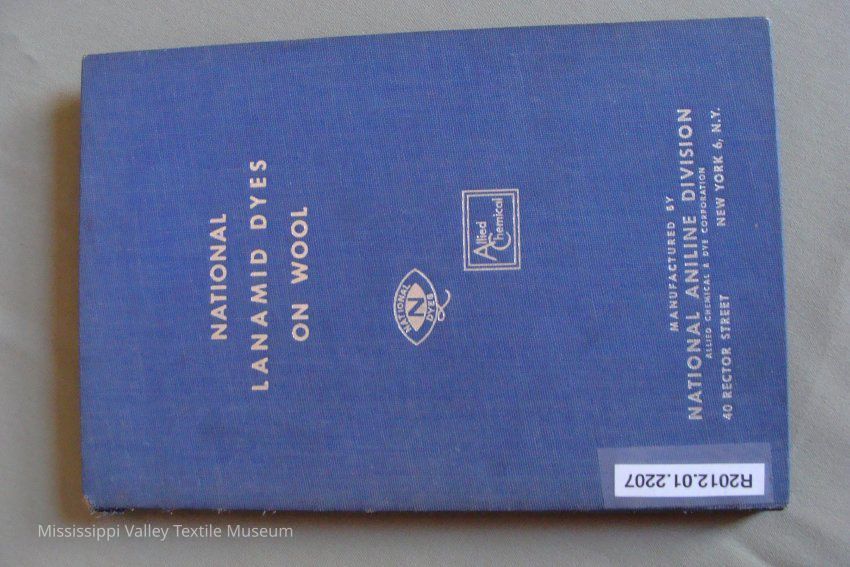 NATIONAL
LANAMID DYES
ON WOOL
NATIONAL
N
DYES
Allied
Chemical
MANUFACTURED BY
NATIONAL ANILINE DIVISION
ALLIED CHEMICAL & DYE CORPORATION
40 RECTOR STREET NEW YORK 6, N.Y.
R2012.01.2207
Mississippi Valley Textile Museum